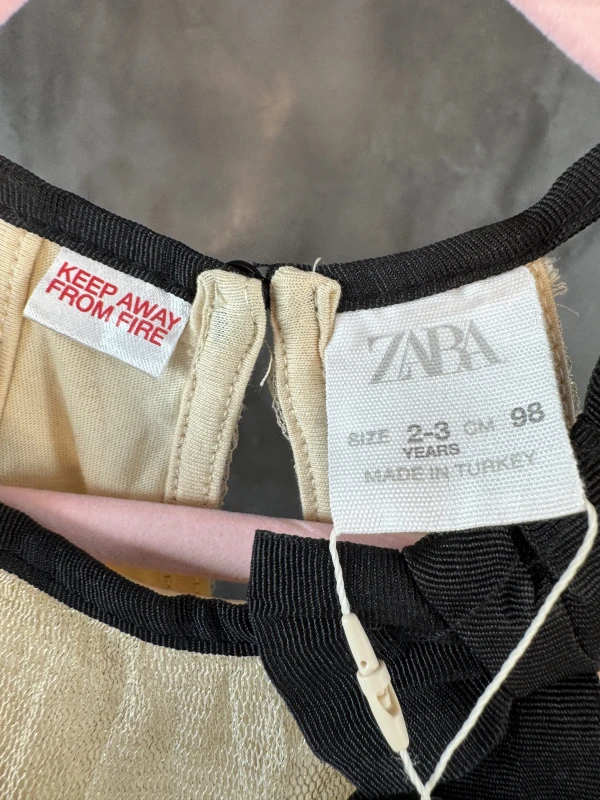 KEEP AWAY
FROM FIRE
ZARA
SIZE 2-3 CM 98
YEARS
MADE IN TURKEY